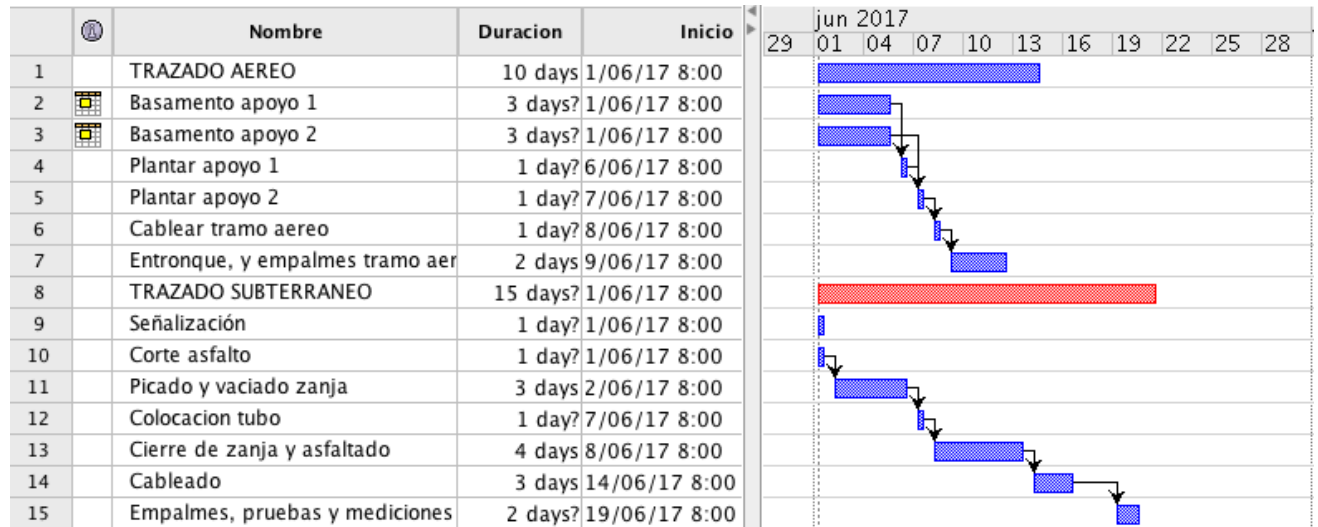 Nombre Duracion Inicio
jun 2017
29 01 04 07 10 13 16 19 22 25 28
1 TRAZADO AEREO 10 days 1/06/17 8:00
2 Basamento apoyo 1 3 days? 1/06/17 8:00
3 Basamento apoyo 2 3 days? 1/06/17 8:00
4 Plantar apoyo 1 1 day? 6/06/17 8:00
5 Plantar apoyo 2 1 day? 7/06/17 8:00
6 Cablear tramo aereo 1 day? 8/06/17 8:00
7 Entronque, y empalmes tramo aer 2 days 9/06/17 8:00
8 TRAZADO SUBTERRANEO 15 days? 1/06/17 8:00
9 Señalización 1 day? 1/06/17 8:00
10 Corte asfalto 1 day? 1/06/17 8:00
11 Picado y vaciado zanja 3 days 2/06/17 8:00
12 Colocacion tubo 1 day? 7/06/17 8:00
13 Cierre de zanja y asfaltado 4 days 8/06/17 8:00
14 Cableado 3 days 14/06/17 8:00
15 Empalmes, pruebas y mediciones 2 days? 19/06/17 8:00